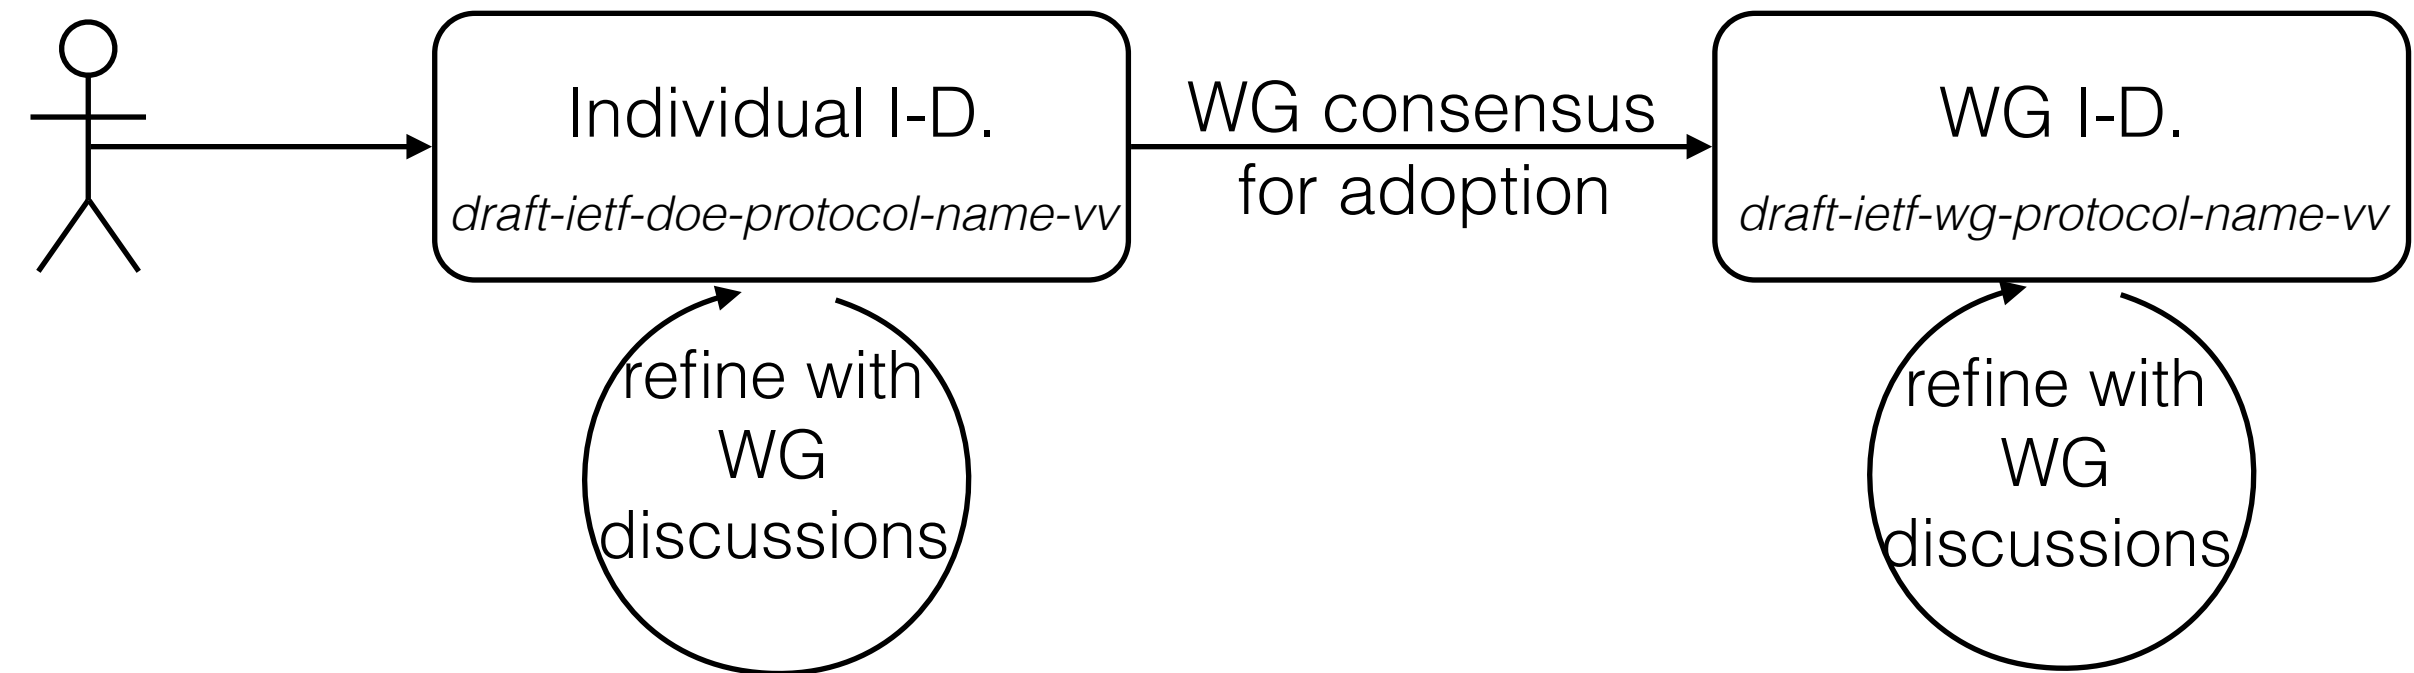 Individual I-D.
draft-ietf-doe-protocol-name-vv
WG consensus
for adoption
WG I-D.
draft-ietf-wg-protocol-name-vv
refine with
WG
discussions
refine with
WG
discussions